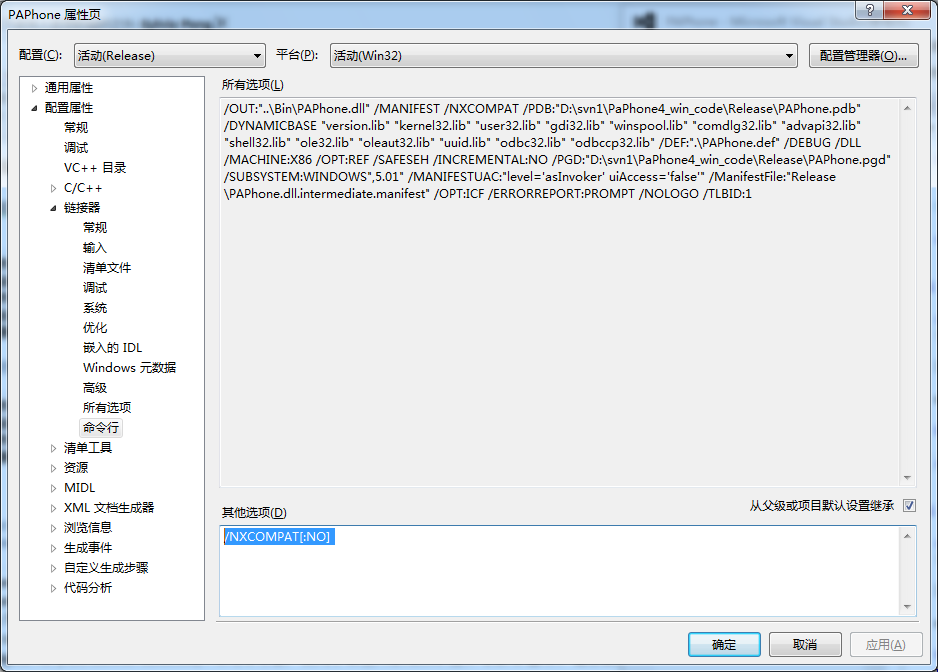 PAPhone 属性页
配置(C): 活动(Release) 平台(P): 活动(Win32) 配置管理器(O)...
通用属性
配置属性
常规
调试
VC++ 目录
C/C++
链接器
常规
输入
清单文件
调试
系统
优化
嵌入的 IDL
Windows 元数据
高级
所有选项
命令行
清单工具
资源
MIDL
XML 文档生成器
浏览信息
生成事件
自定义生成步骤
代码分析
所有选项(L)
/OUT:"..\Bin\PAPhone.dll" /MANIFEST /NXCOMPAT /PDB:"D:\svn1\PaPhone4_win_code\Release\PAPhone.pdb"
/DYNAMICBASE "version.lib" "kernel32.lib" "user32.lib" "gdi32.lib" "winspool.lib" "comdlg32.lib" "advapi32.lib"
"shell32.lib" "ole32.lib" "oleaut32.lib" "uuid.lib" "odbc32.lib" "odbccp32.lib" /DEF:".\PAPhone.def" /DEBUG /DLL
/MACHINE:X86 /OPT:REF /SAFESEH /INCREMENTAL:NO /PGD:"D:\svn1\PaPhone4_win_code\Release\PAPhone.pgd"
/SUBSYSTEM:WINDOWS",5.01" /MANIFESTUAC:"level='asInvoker' uiAccess='false'" /ManifestFile:"Release
\PAPhone.dll.intermediate.manifest" /OPT:ICF /ERRORREPORT:PROMPT /NOLOGO /TLBID:1
从父级或项目默认设置继承
其他选项(D)
/NXCOMPAT[:NO]
确定 取消 应用(A)